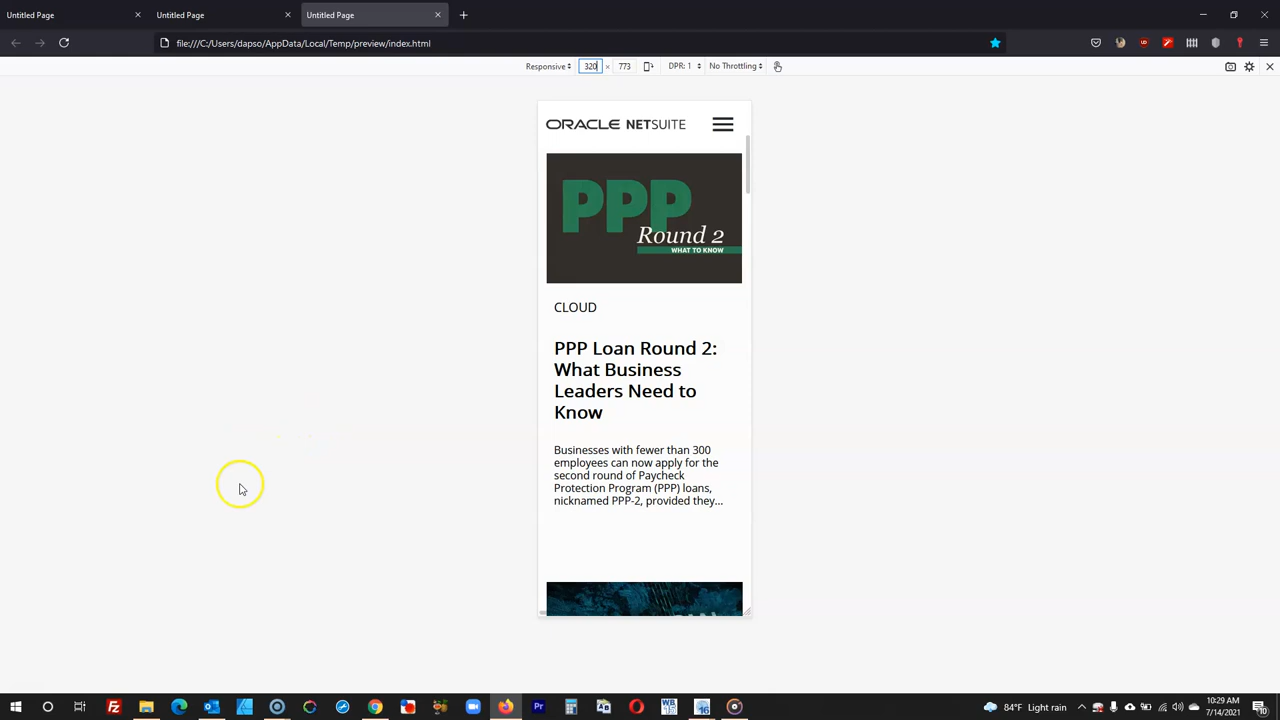 Untitled Page
Untitled Page
Untitled Page
file:///C:/Users/dapso/AppData/Local/Temp/preview/index.html
Responsive
320 × 773
DPR: 1
No Throttling
ORACLE NETSUITE
PPP
Round 2
WHAT TO KNOW
CLOUD
PPP Loan Round 2:
What Business
Leaders Need to
Know
Businesses with fewer than 300
employees can now apply for the
second round of Paycheck
Protection Program (PPP) loans,
nicknamed PPP-2, provided they...
84°F Light rain
10:29 AM
7/14/2021